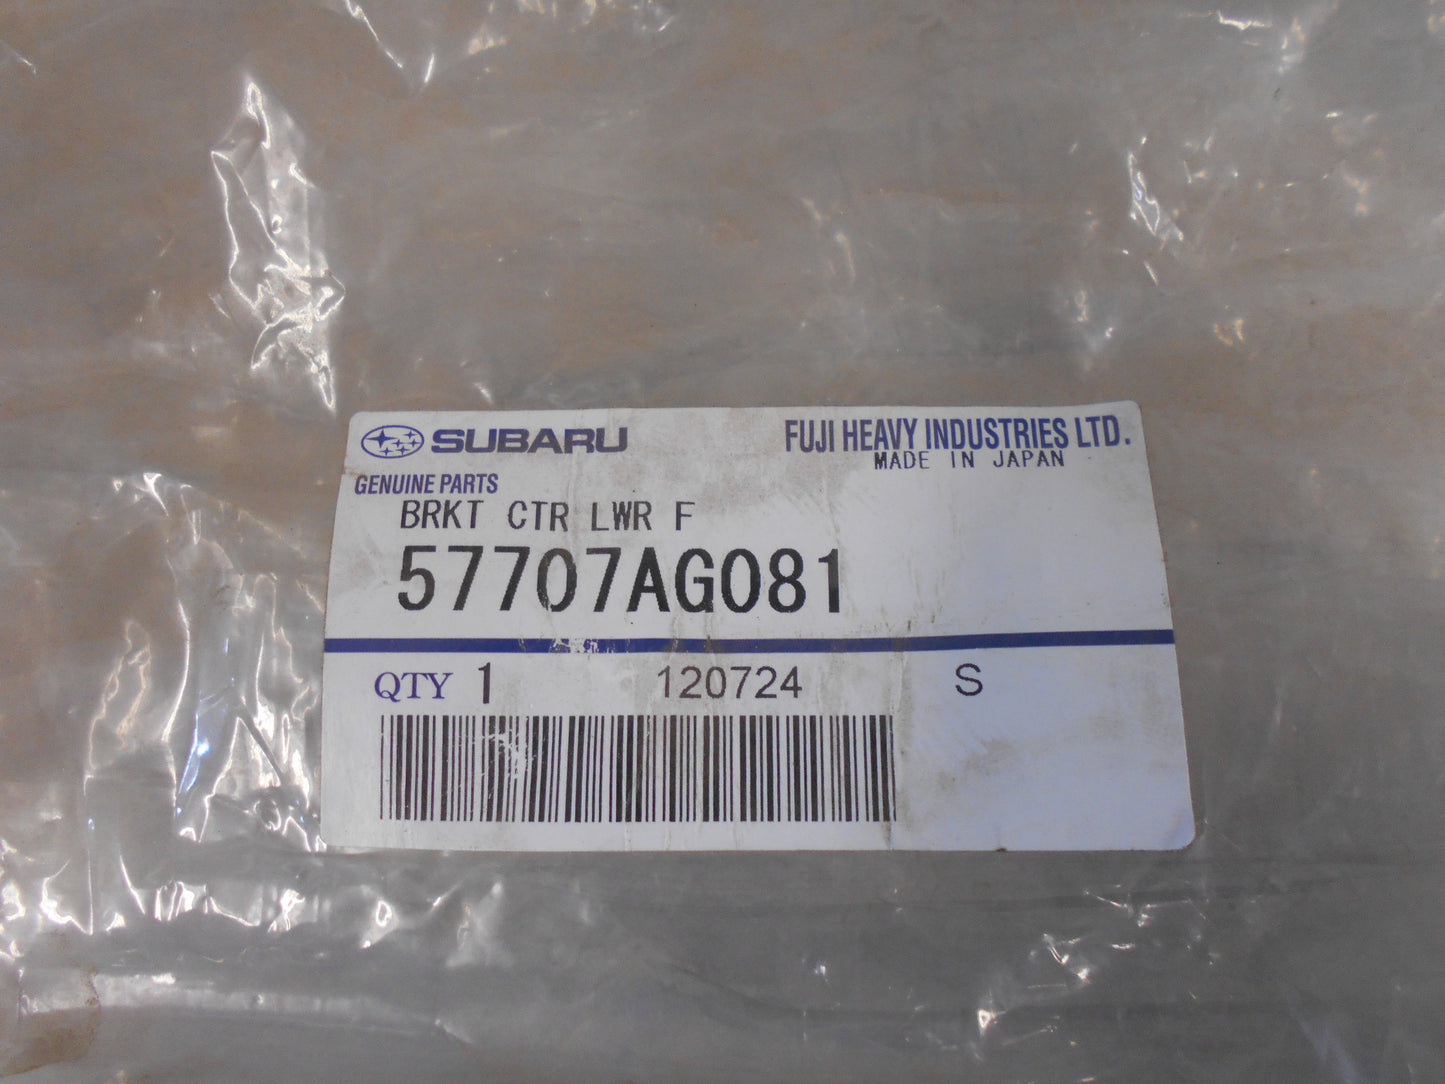 SUBARU
FUJI HEAVY INDUSTRIES LTD.
MADE IN JAPAN
GENUINE PARTS
BRKT CTR LWR F
57707AG081
QTY 1 120724 S